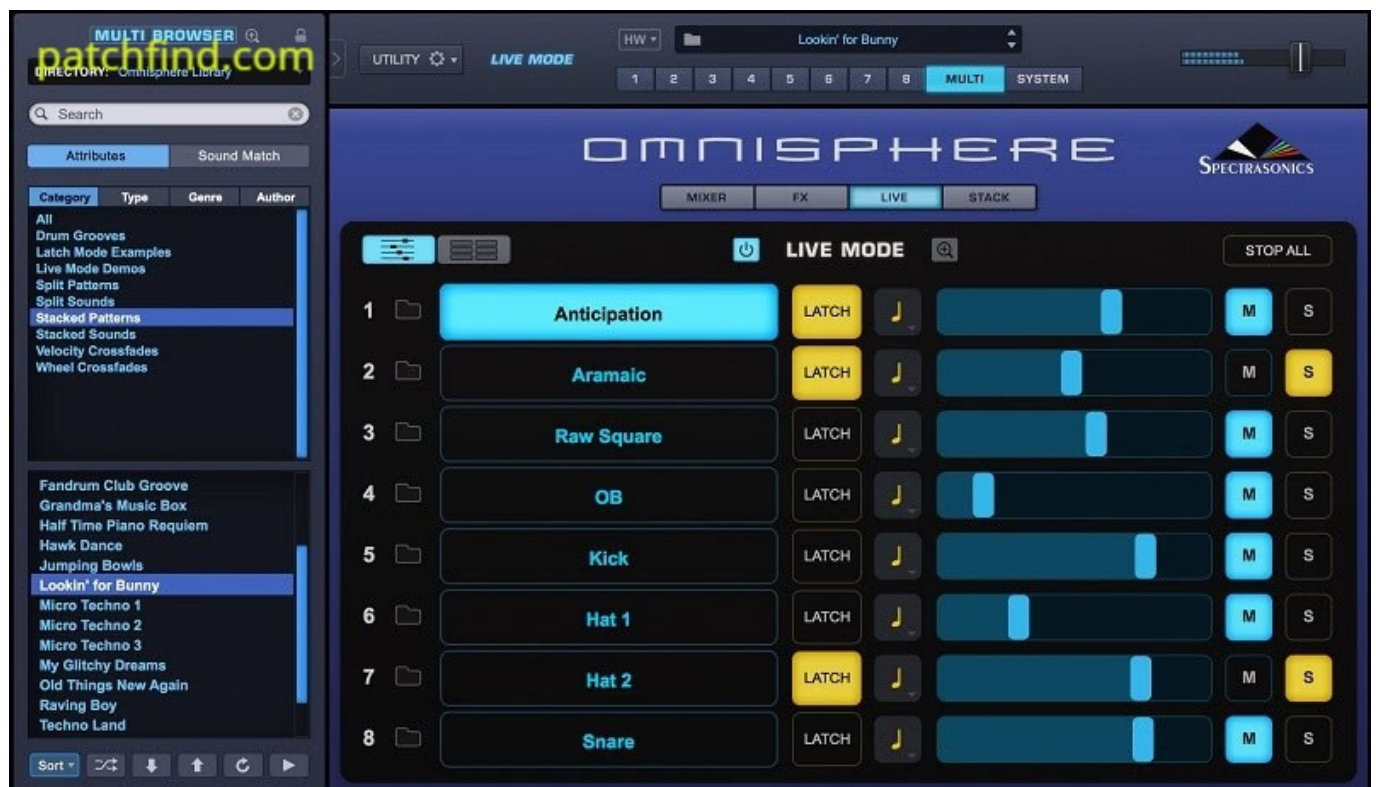 MULTI BROWSER
patchfind.com
DIRECTORY: Omnisphere Library
Search
Attributes Sound Match
Category Type Genre Author
All
Drum Grooves
Latch Mode Examples
Live Mode Demos
Split Patterns
Split Sounds
Stacked Patterns
Stacked Sounds
Velocity Crossfades
Wheel Crossfades
Fandrum Club Groove
Grandma's Music Box
Half Time Piano Requiem
Hawk Dance
Jumping Bowls
Lookin' for Bunny
Micro Techno 1
Micro Techno 2
Micro Techno 3
My Glitchy Dreams
Old Things New Again
Raving Boy
Techno Land
Sort
UTILITY LIVE MODE HW Lookin' for Bunny
1 2 3 4 5 6 7 8 MULTI SYSTEM
OMNISPHERE
SPECTRASONICS
MIXER FX LIVE STACK
LIVE MODE STOP ALL
1 Anticipation LATCH M S
2 Aramaic LATCH M S
3 Raw Square LATCH M S
4 OB LATCH M S
5 Kick LATCH M S
6 Hat 1 LATCH M S
7 Hat 2 LATCH M S
8 Snare LATCH M S